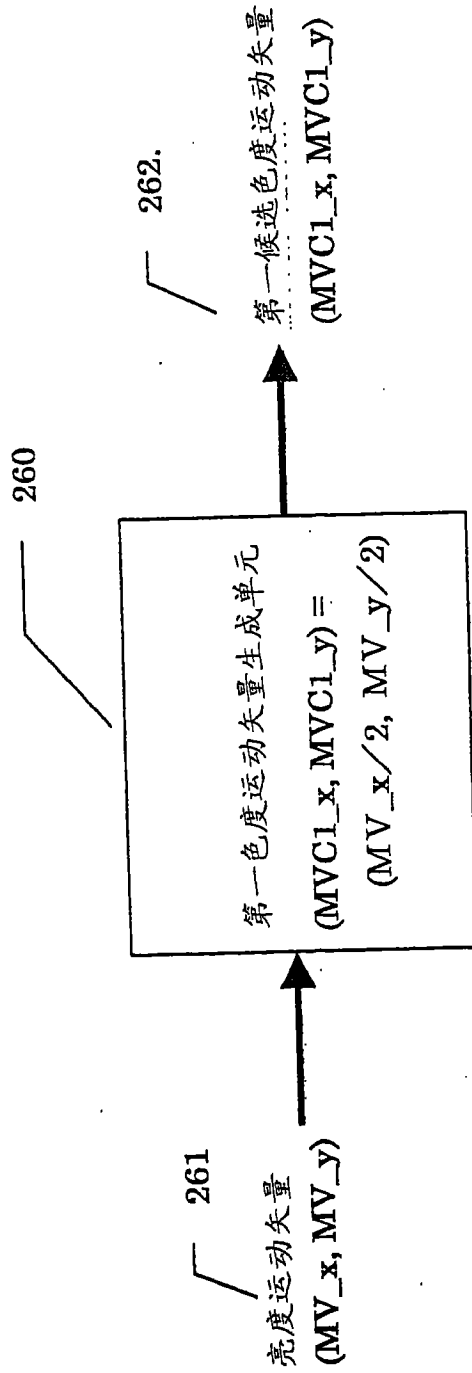 261
亮度运动矢量
(MV_x, MV_y)
260
第一色度运动矢量生成单元
(MVC1_x, MVC1_y) =
(MV_x/2, MV_y/2)
262.
第一候选色度运动矢量
(MVC1_x, MVC1_y)